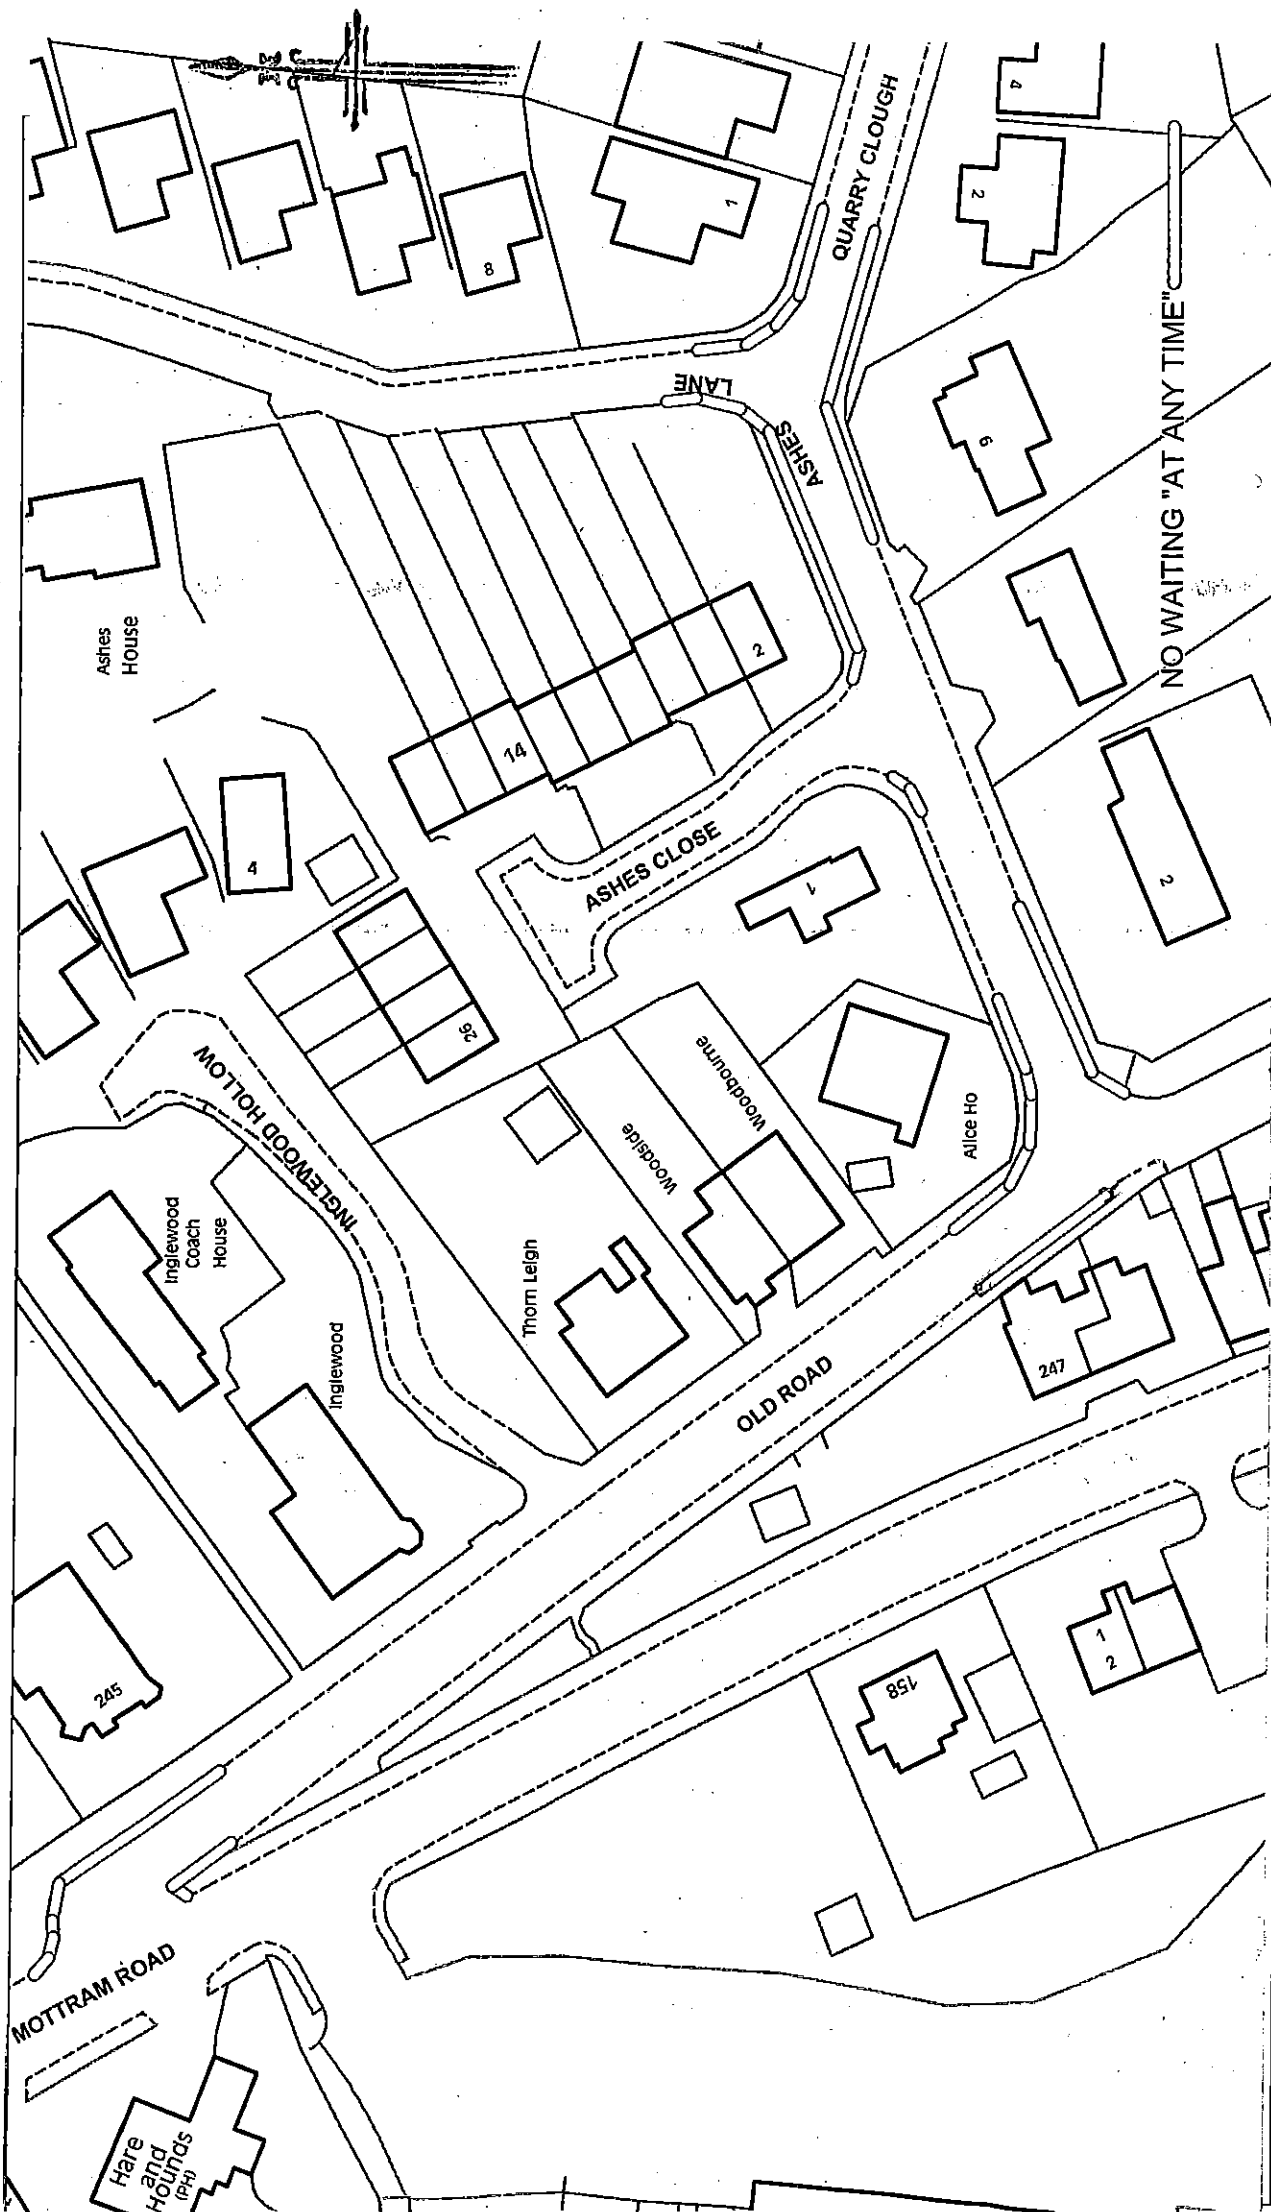 QUARRY CLOUGH
4
2
1
8
LANE
ASHES
6
NO WAITING "AT ANY TIME"
Ashes
House
2
14
4
ASHES CLOSE
1
2
26
INGLEWOOD HOLLOW
Woodbourne
Woodside
Alice Ho
Inglewood
Coach
House
Thorn Leigh
Inglewood
OLD ROAD
247
245
158
1
2
MOTTRAM ROAD
Hare
and
Hounds
(PH)